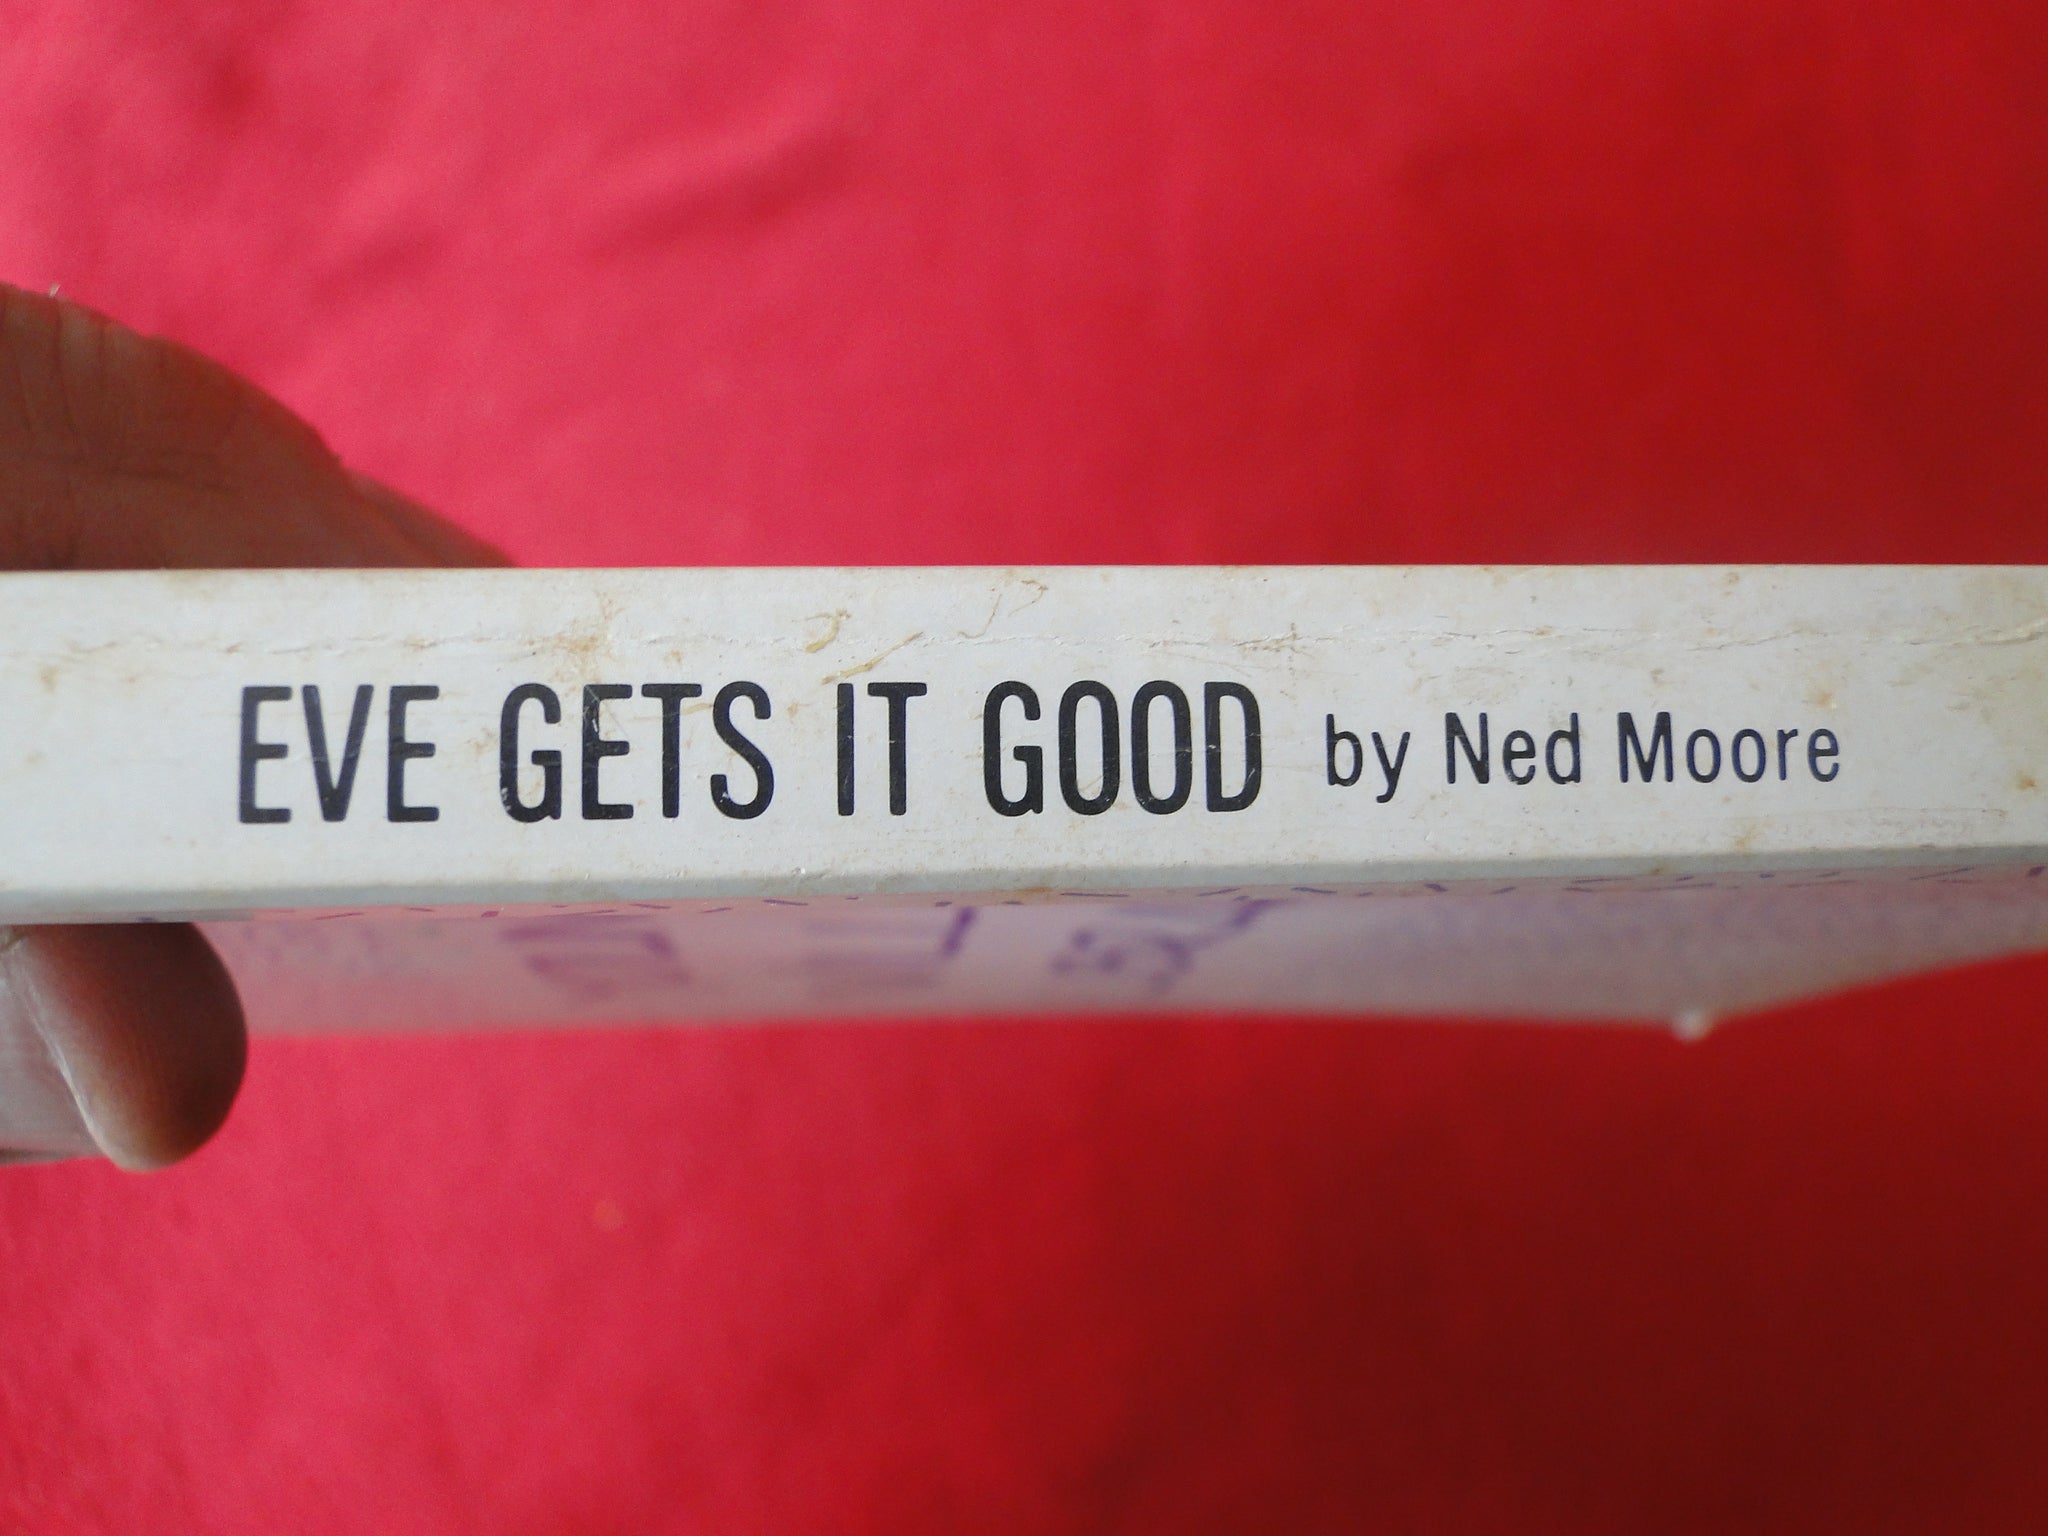 EVE GETS IT GOOD by Ned Moore